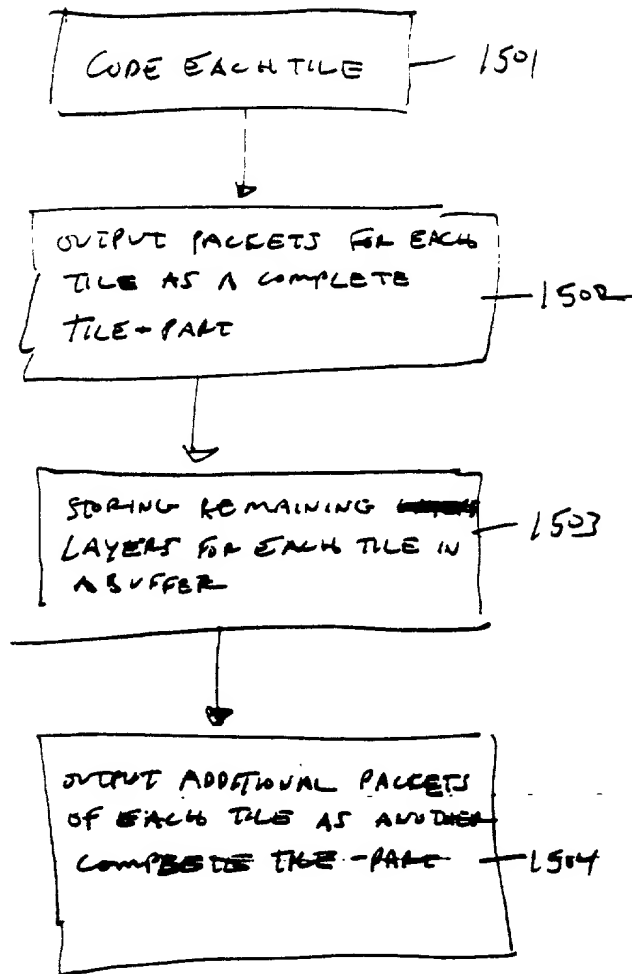 CODE EACH TILE
1501
OUTPUT PACKETS FOR EACH
TILE AS A COMPLETE
TILE-PART
1502
STORING REMAINING
LAYERS FOR EACH TILE IN
A BUFFER
1503
OUTPUT ADDITIONAL PACKETS
OF EACH TILE AS ANOTHER
COMPLETE TILE-PART
1504